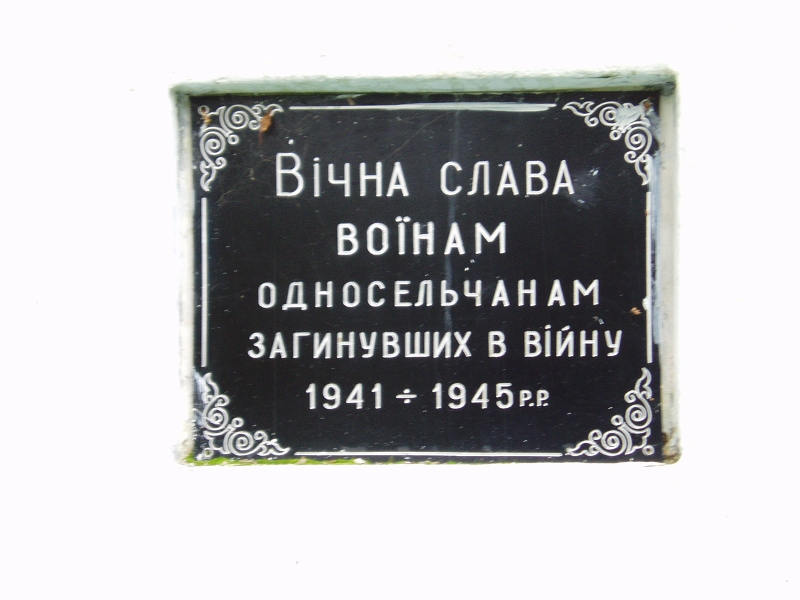 Вічна слава
воїнам
односельчанам
загинувших в війну
1941 ÷ 1945 р.р.